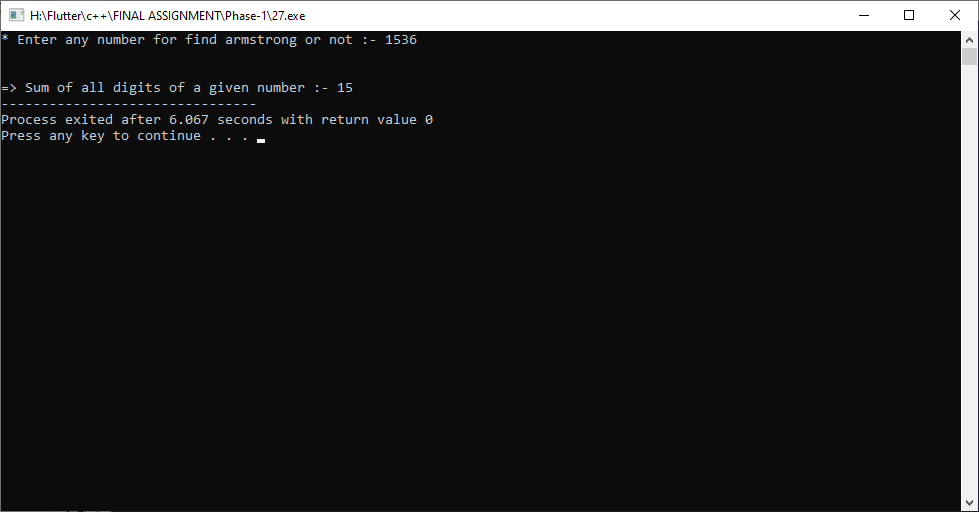 H:\Flutter\c++\FINAL ASSIGNMENT\Phase-1\27.exe
* Enter any number for find armstrong or not :- 1536
=> Sum of all digits of a given number :- 15
--------------------------------
Process exited after 6.067 seconds with return value 0
Press any key to continue . . .